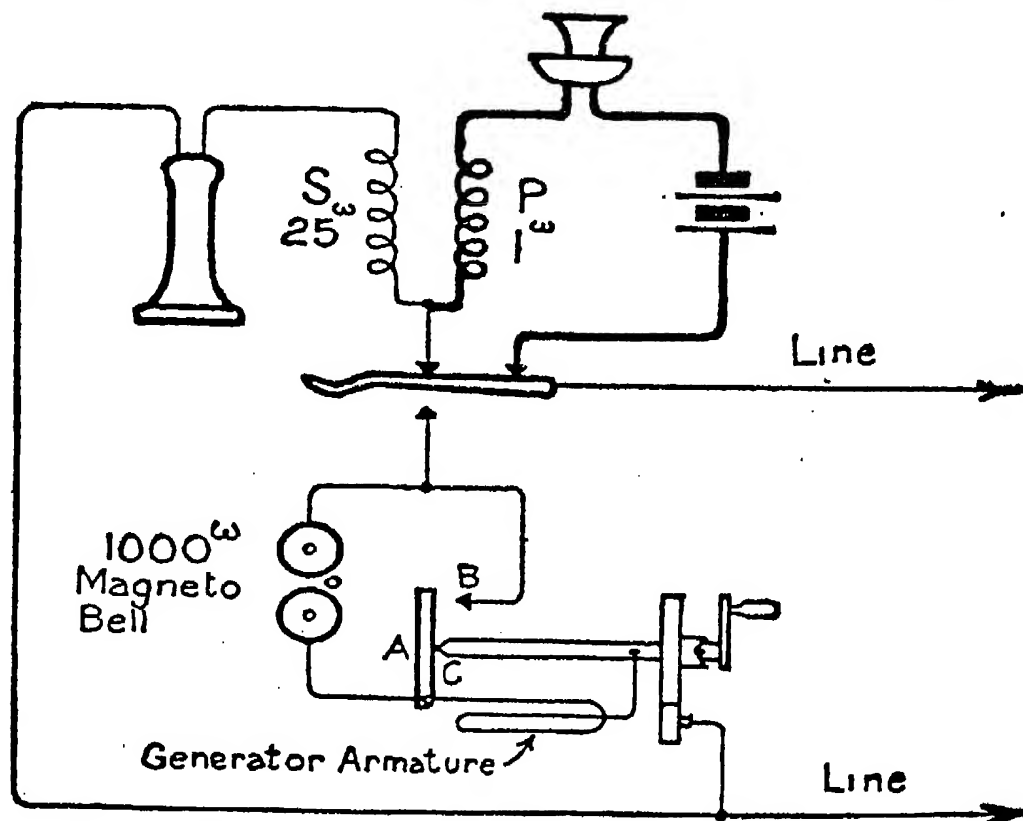 S ω
25
P ω
1
Line
1000 ω
Magneto
Bell
B
A
C
Generator Armature
Line